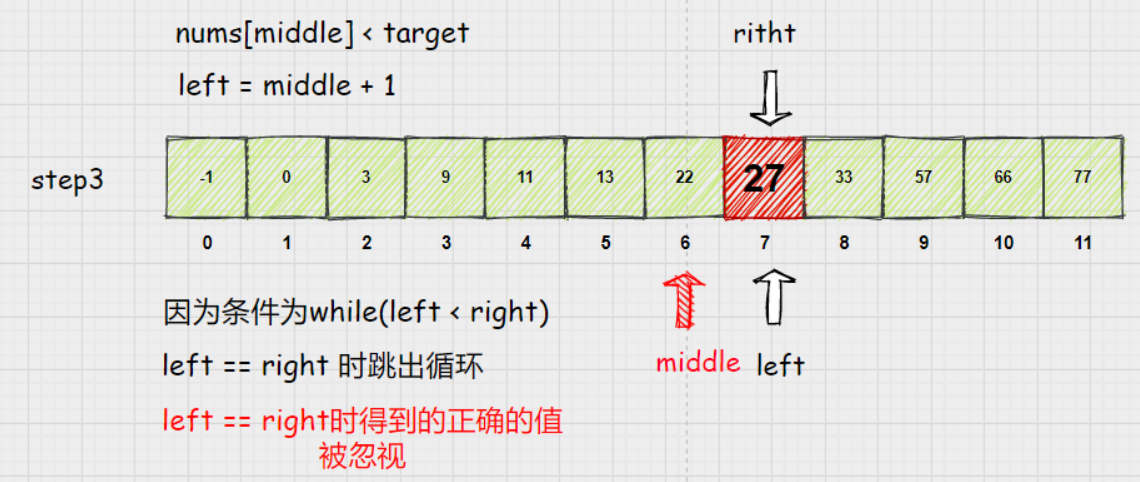 nums[middle] < target
ritht
left = middle + 1
step3
-1 0 3 9 11 13 22 27 33 57 66 77
0 1 2 3 4 5 6 7 8 9 10 11
因为条件为while(left < right)
left == right 时跳出循环
middle left
left == right时得到的正确的值
被忽视